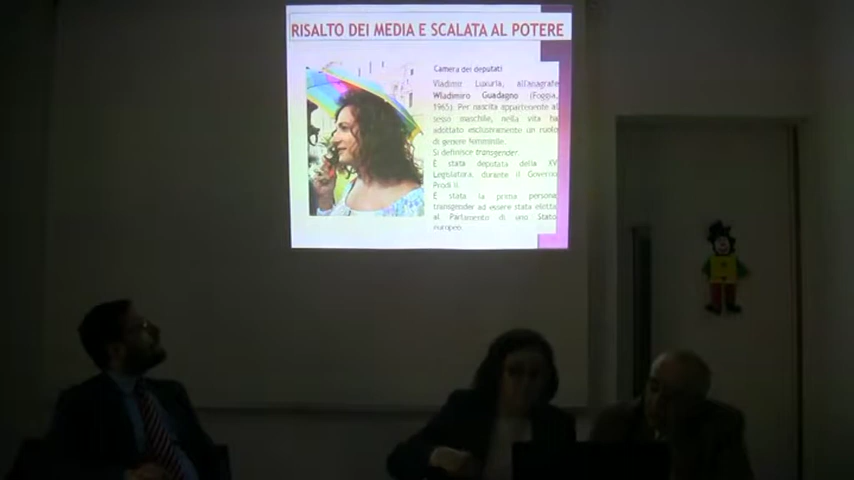 RISALTO DEI MEDIA E SCALATA AL POTERE
Camera dei deputati
Vladimir Luxuria, all'anagrafe
Wladimiro Guadagno (Foggia,
1965). Per nascita appartenente al
sesso maschile, nella vita ha
adottato esclusivamente un ruolo
di genere femminile.
Si definisce transgender.
È stata deputata della XV
Legislatura, durante il Governo
Prodi II.
È stata la prima persona
transgender ad essere stata eletta
al Parlamento di uno Stato
europeo.